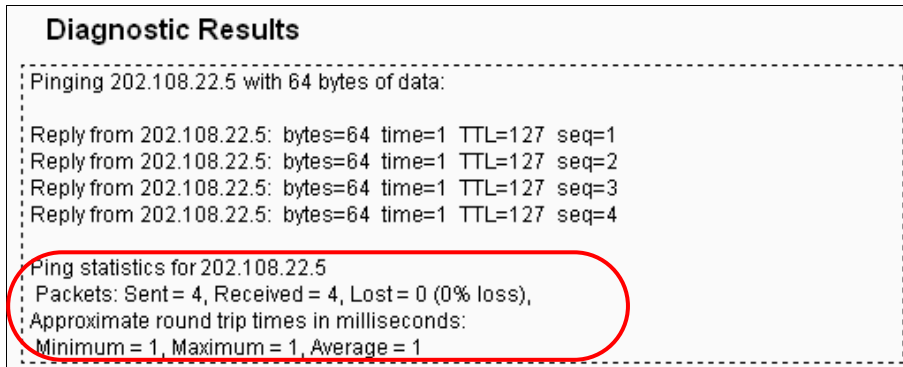 Diagnostic Results
Pinging 202.108.22.5 with 64 bytes of data:
Reply from 202.108.22.5: bytes=64 time=1 TTL=127 seq=1
Reply from 202.108.22.5: bytes=64 time=1 TTL=127 seq=2
Reply from 202.108.22.5: bytes=64 time=1 TTL=127 seq=3
Reply from 202.108.22.5: bytes=64 time=1 TTL=127 seq=4
Ping statistics for 202.108.22.5
Packets: Sent = 4, Received = 4, Lost = 0 (0% loss),
Approximate round trip times in milliseconds:
Minimum = 1, Maximum = 1, Average = 1